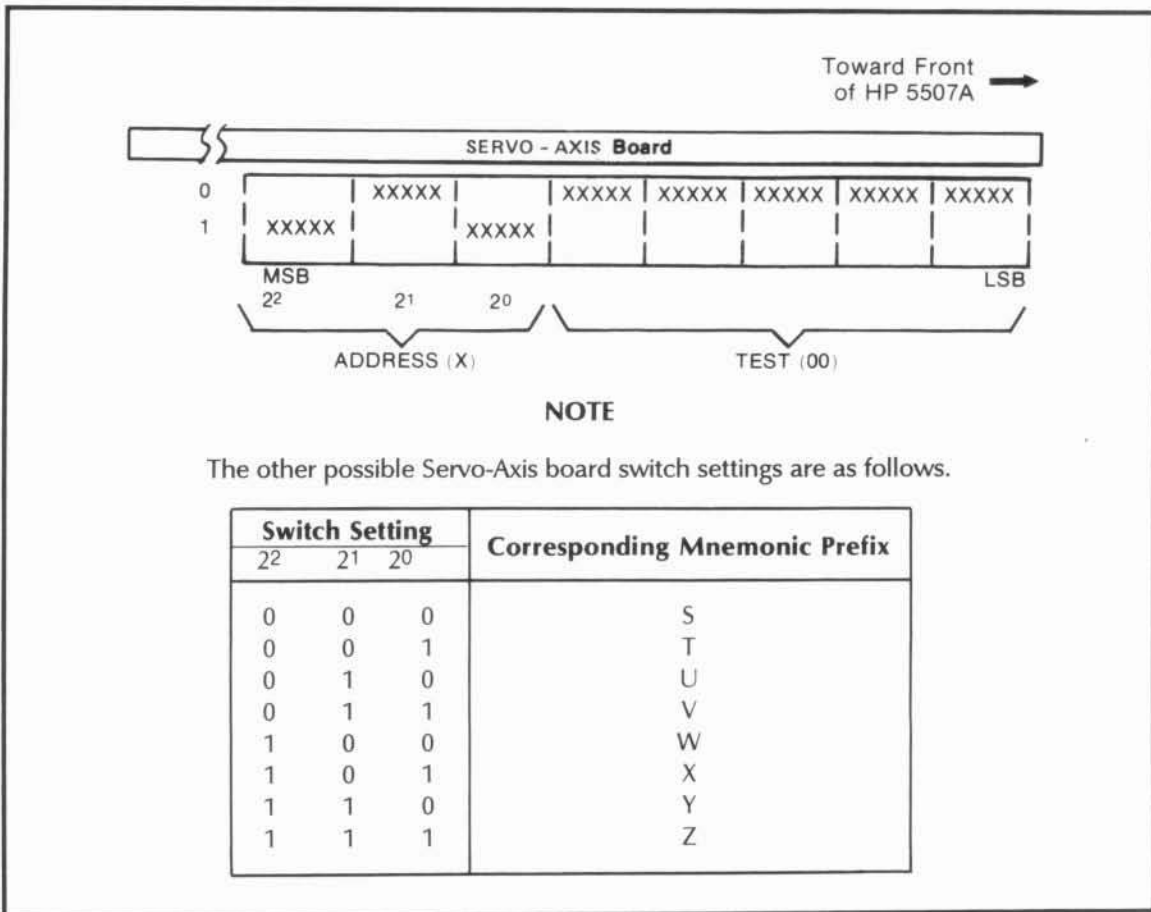 Toward Front
of HP 5507A
SERVO - AXIS Board
0 XXXXX XXXXX XXXXX XXXXX XXXXX XXXXX
1 XXXXX XXXXX
MSB LSB
2² 2¹ 2⁰
ADDRESS (X) TEST (00)
NOTE
The other possible Servo-Axis board switch settings are as follows.
Switch Setting Corresponding Mnemonic Prefix
2² 2¹ 2⁰
0 0 0 S
0 0 1 T
0 1 0 U
0 1 1 V
1 0 0 W
1 0 1 X
1 1 0 Y
1 1 1 Z